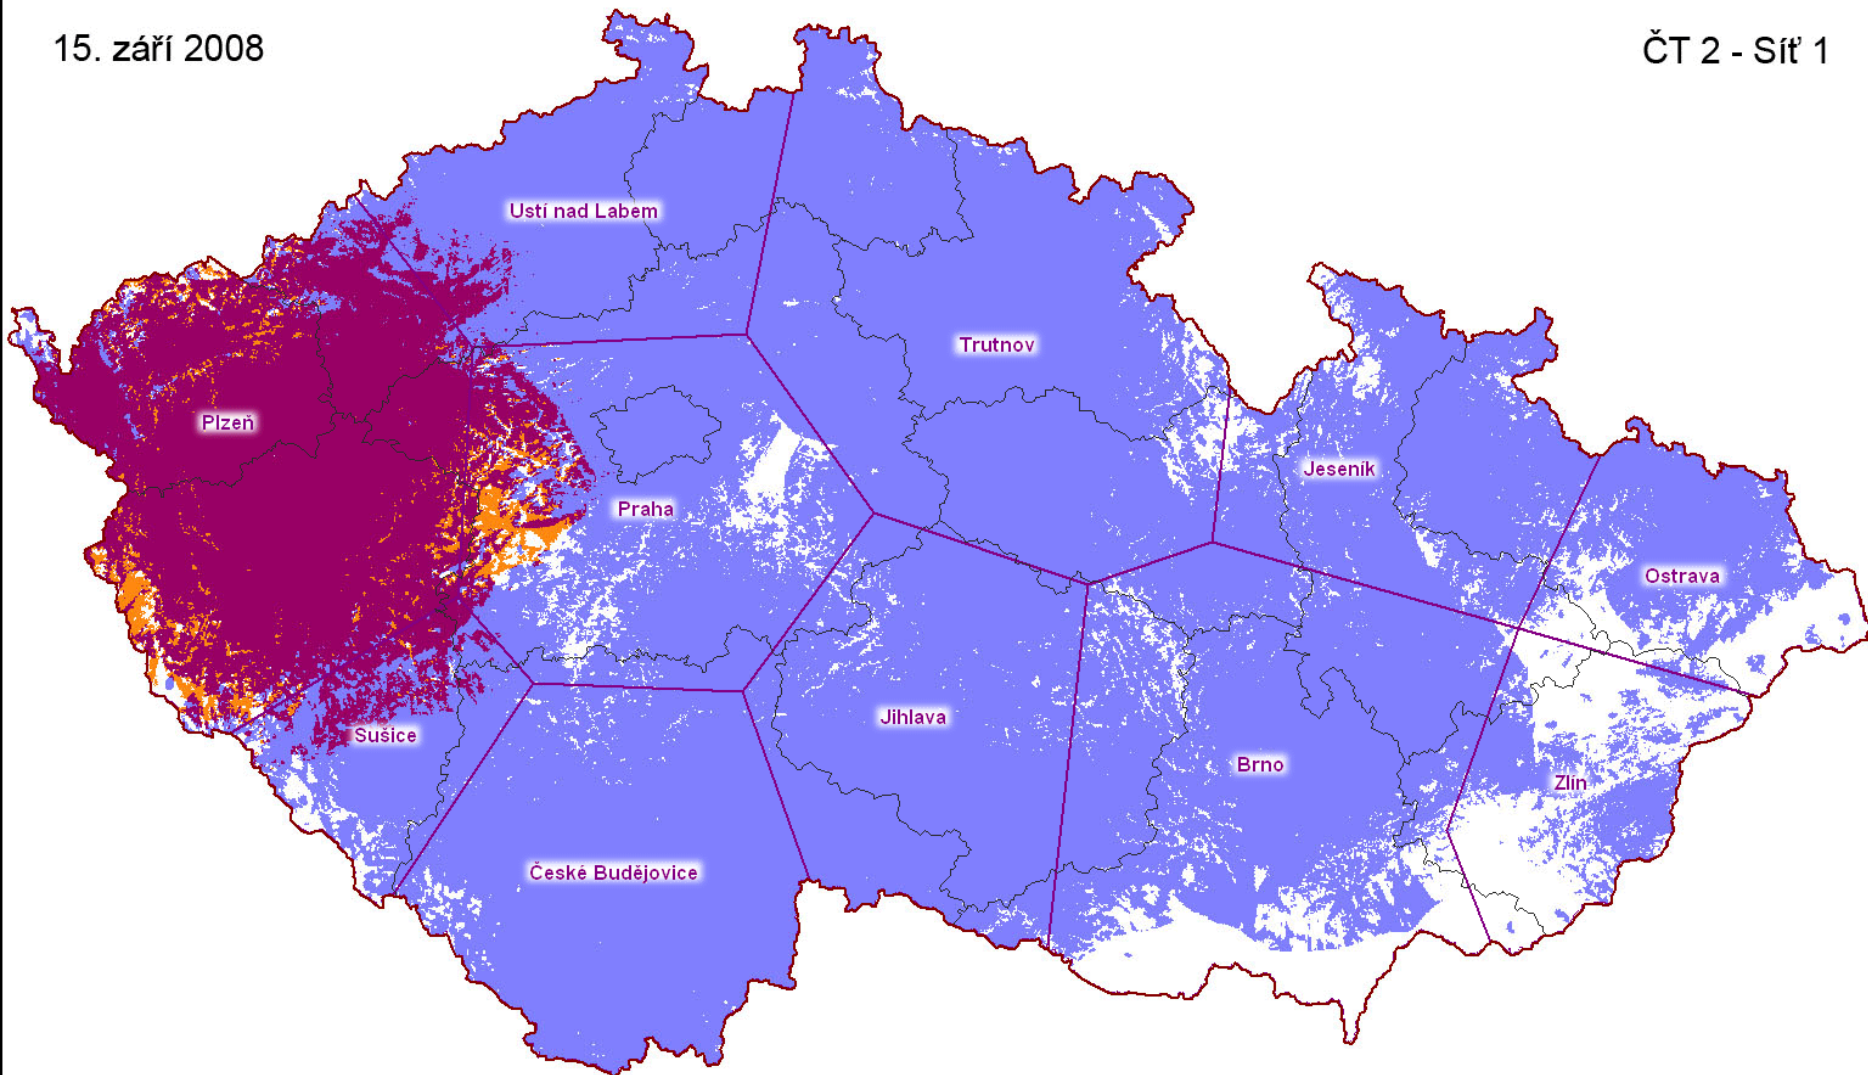 15. září 2008
ČT 2 - Síť 1
Ustí nad Labem
Trutnov
Plzeň
Jeseník
Praha
Ostrava
Jihlava
Sušice
Brno
Zlín
České Budějovice